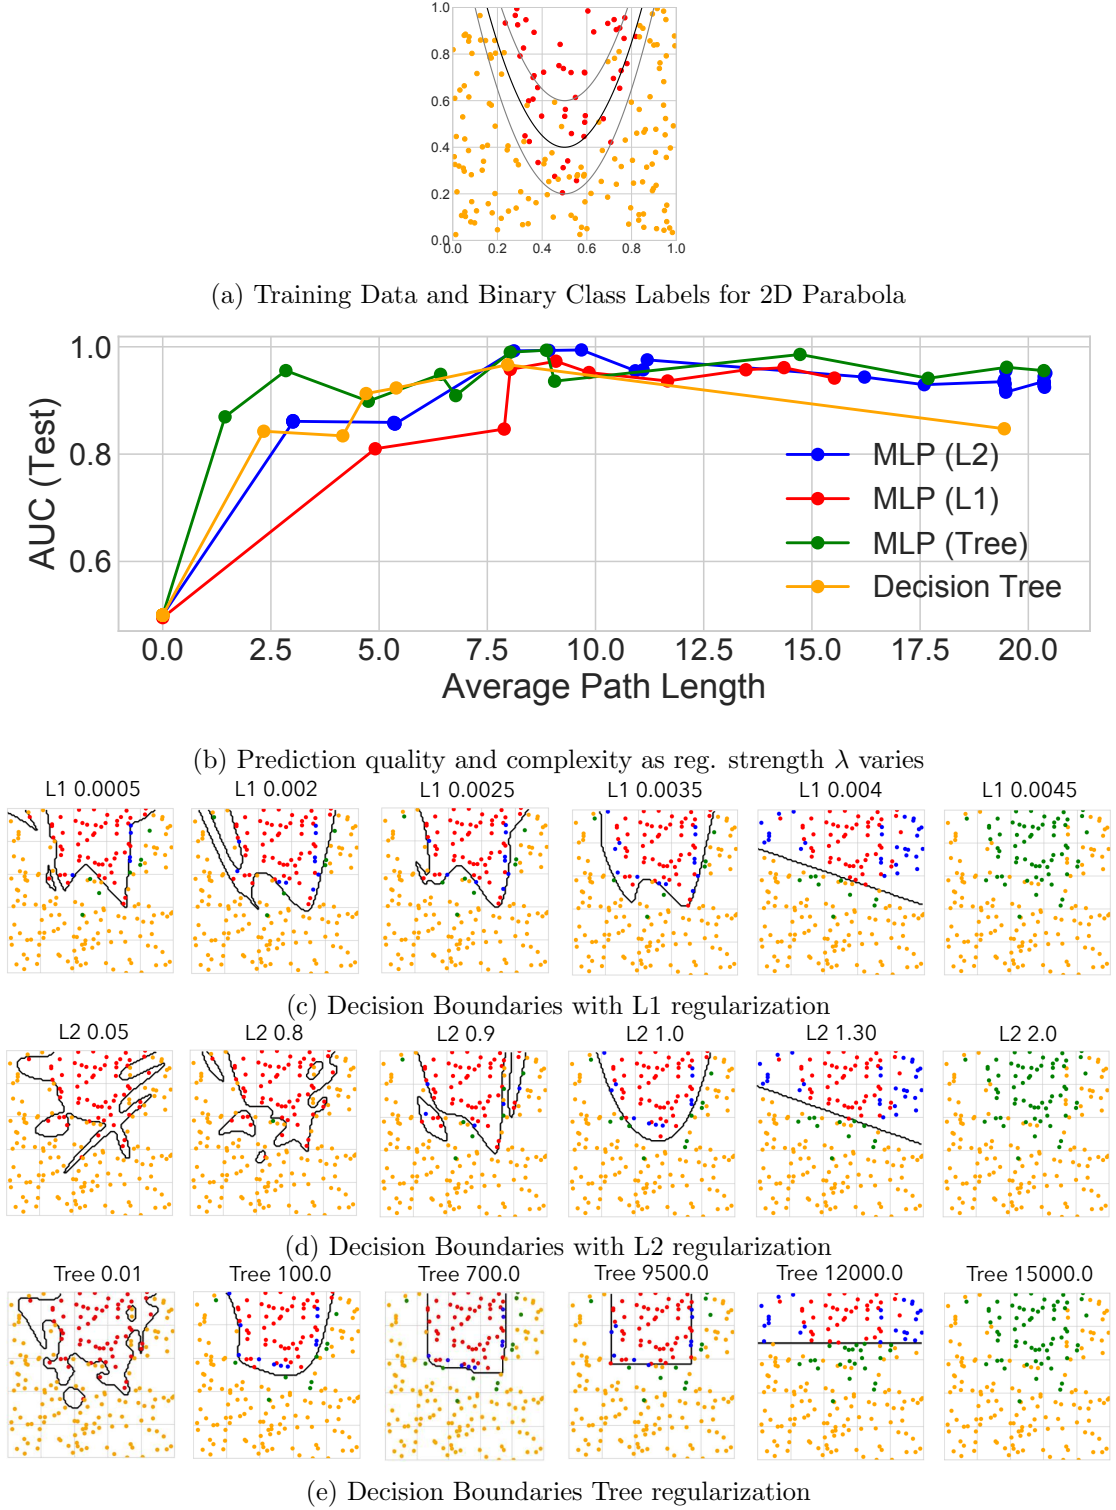 1.0
0.8
0.6
0.4
0.2
0.0
0.0 0.2 0.4 0.6 0.8 1.0
(a) Training Data and Binary Class Labels for 2D Parabola
1.0
0.8
0.6
AUC (Test)
MLP (L2)
MLP (L1)
MLP (Tree)
Decision Tree
0.0 2.5 5.0 7.5 10.0 12.5 15.0 17.5 20.0
Average Path Length
(b) Prediction quality and complexity as reg. strength λ varies
L1 0.0005 L1 0.002 L1 0.0025 L1 0.0035 L1 0.004 L1 0.0045
(c) Decision Boundaries with L1 regularization
L2 0.05 L2 0.8 L2 0.9 L2 1.0 L2 1.30 L2 2.0
(d) Decision Boundaries with L2 regularization
Tree 0.01 Tree 100.0 Tree 700.0 Tree 9500.0 Tree 12000.0 Tree 15000.0
(e) Decision Boundaries Tree regularization